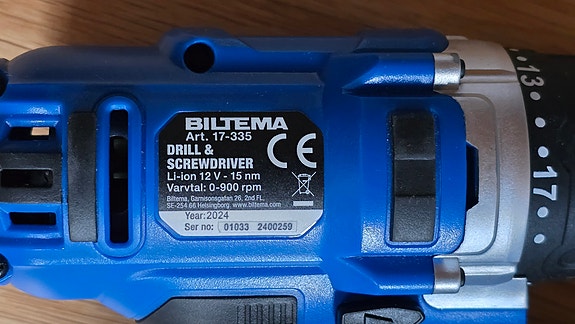 BILTEMA
Art. 17-335
DRILL &
SCREWDRIVER
Li-ion 12 V - 15 nm
Varvtal: 0-900 rpm
Biltema, Garnisonsgatan 26, 2nd FL,
SE-254 66 Helsingborg, www.biltema.com
Year:2024
Ser no: 01033 2400259
CE
13
17